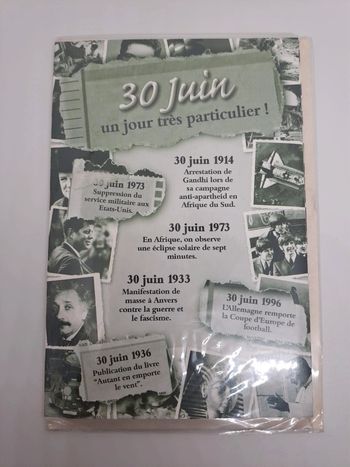 30 Juin
un jour très particulier !
30 juin 1914
Arrestation de
Gandhi lors de
sa campagne
anti-apartheid en
Afrique du Sud.
30 juin 1973
Suppression du
service militaire aux
Etats-Unis.
30 juin 1973
En Afrique, on observe
une éclipse solaire de sept
minutes.
30 juin 1933
Manifestation de
masse à Anvers
contre la guerre et
le fascisme.
30 juin 1996
L'Allemagne remporte
la Coupe d'Europe de
football.
30 juin 1936
Publication du livre
"Autant en emporte
le vent".